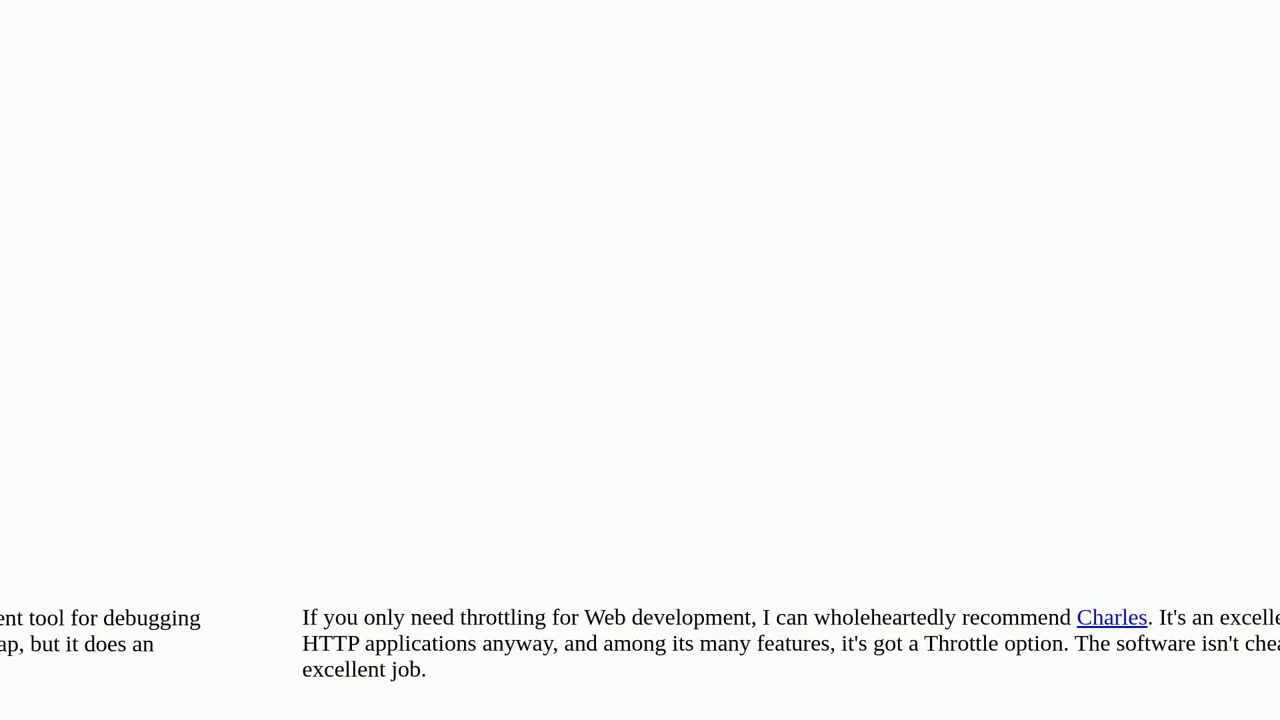 ent tool for debugging
ap, but it does an
If you only need throttling for Web development, I can wholeheartedly recommend Charles. It's an excelle
HTTP applications anyway, and among its many features, it's got a Throttle option. The software isn't chea
excellent job.